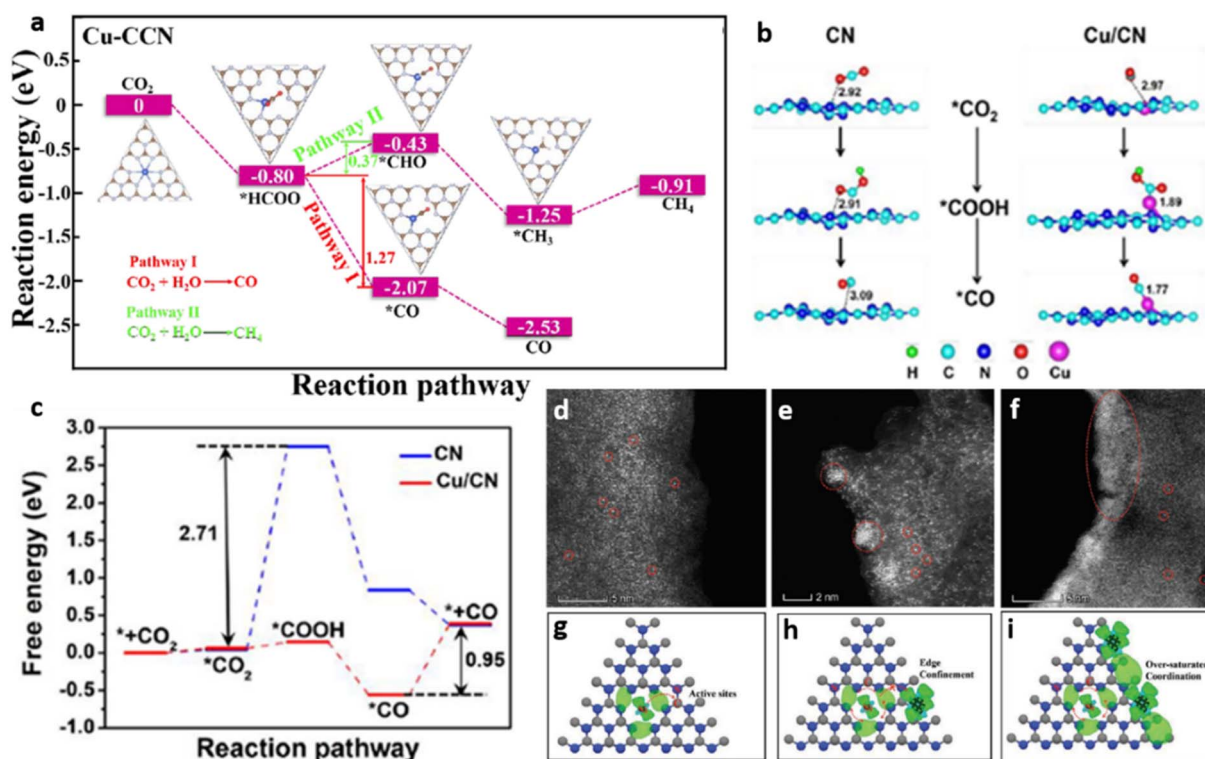 a
Cu-CCN
Reaction energy (eV)
0.5
0
-0.5
-1.0
-1.5
-2.0
-2.5
CO₂
0
-0.80
*HCOO
Pathway II
0.37
-0.43
*CHO
Pathway I
1.27
-2.07
*CO
-1.25
*CH₃
-0.91
CH₄
-2.53
CO
Pathway I
CO₂ + H₂O → CO
Pathway II
CO₂ + H₂O → CH₄
Reaction pathway
b
CN
Cu/CN
2.92
*CO₂
2.97
2.91
*COOH
1.89
3.09
*CO
1.77
H C N O Cu
c
Free energy (eV)
3.0
2.5
2.0
1.5
1.0
0.5
0.0
-0.5
-1.0
CN
Cu/CN
2.71
*+CO₂
*CO₂
*COOH
*CO
*+CO
0.95
Reaction pathway
d
5 nm
e
2 nm
f
5 nm
g
Active sites
h
Edge
Confinement
i
Over-saturated
Coordination